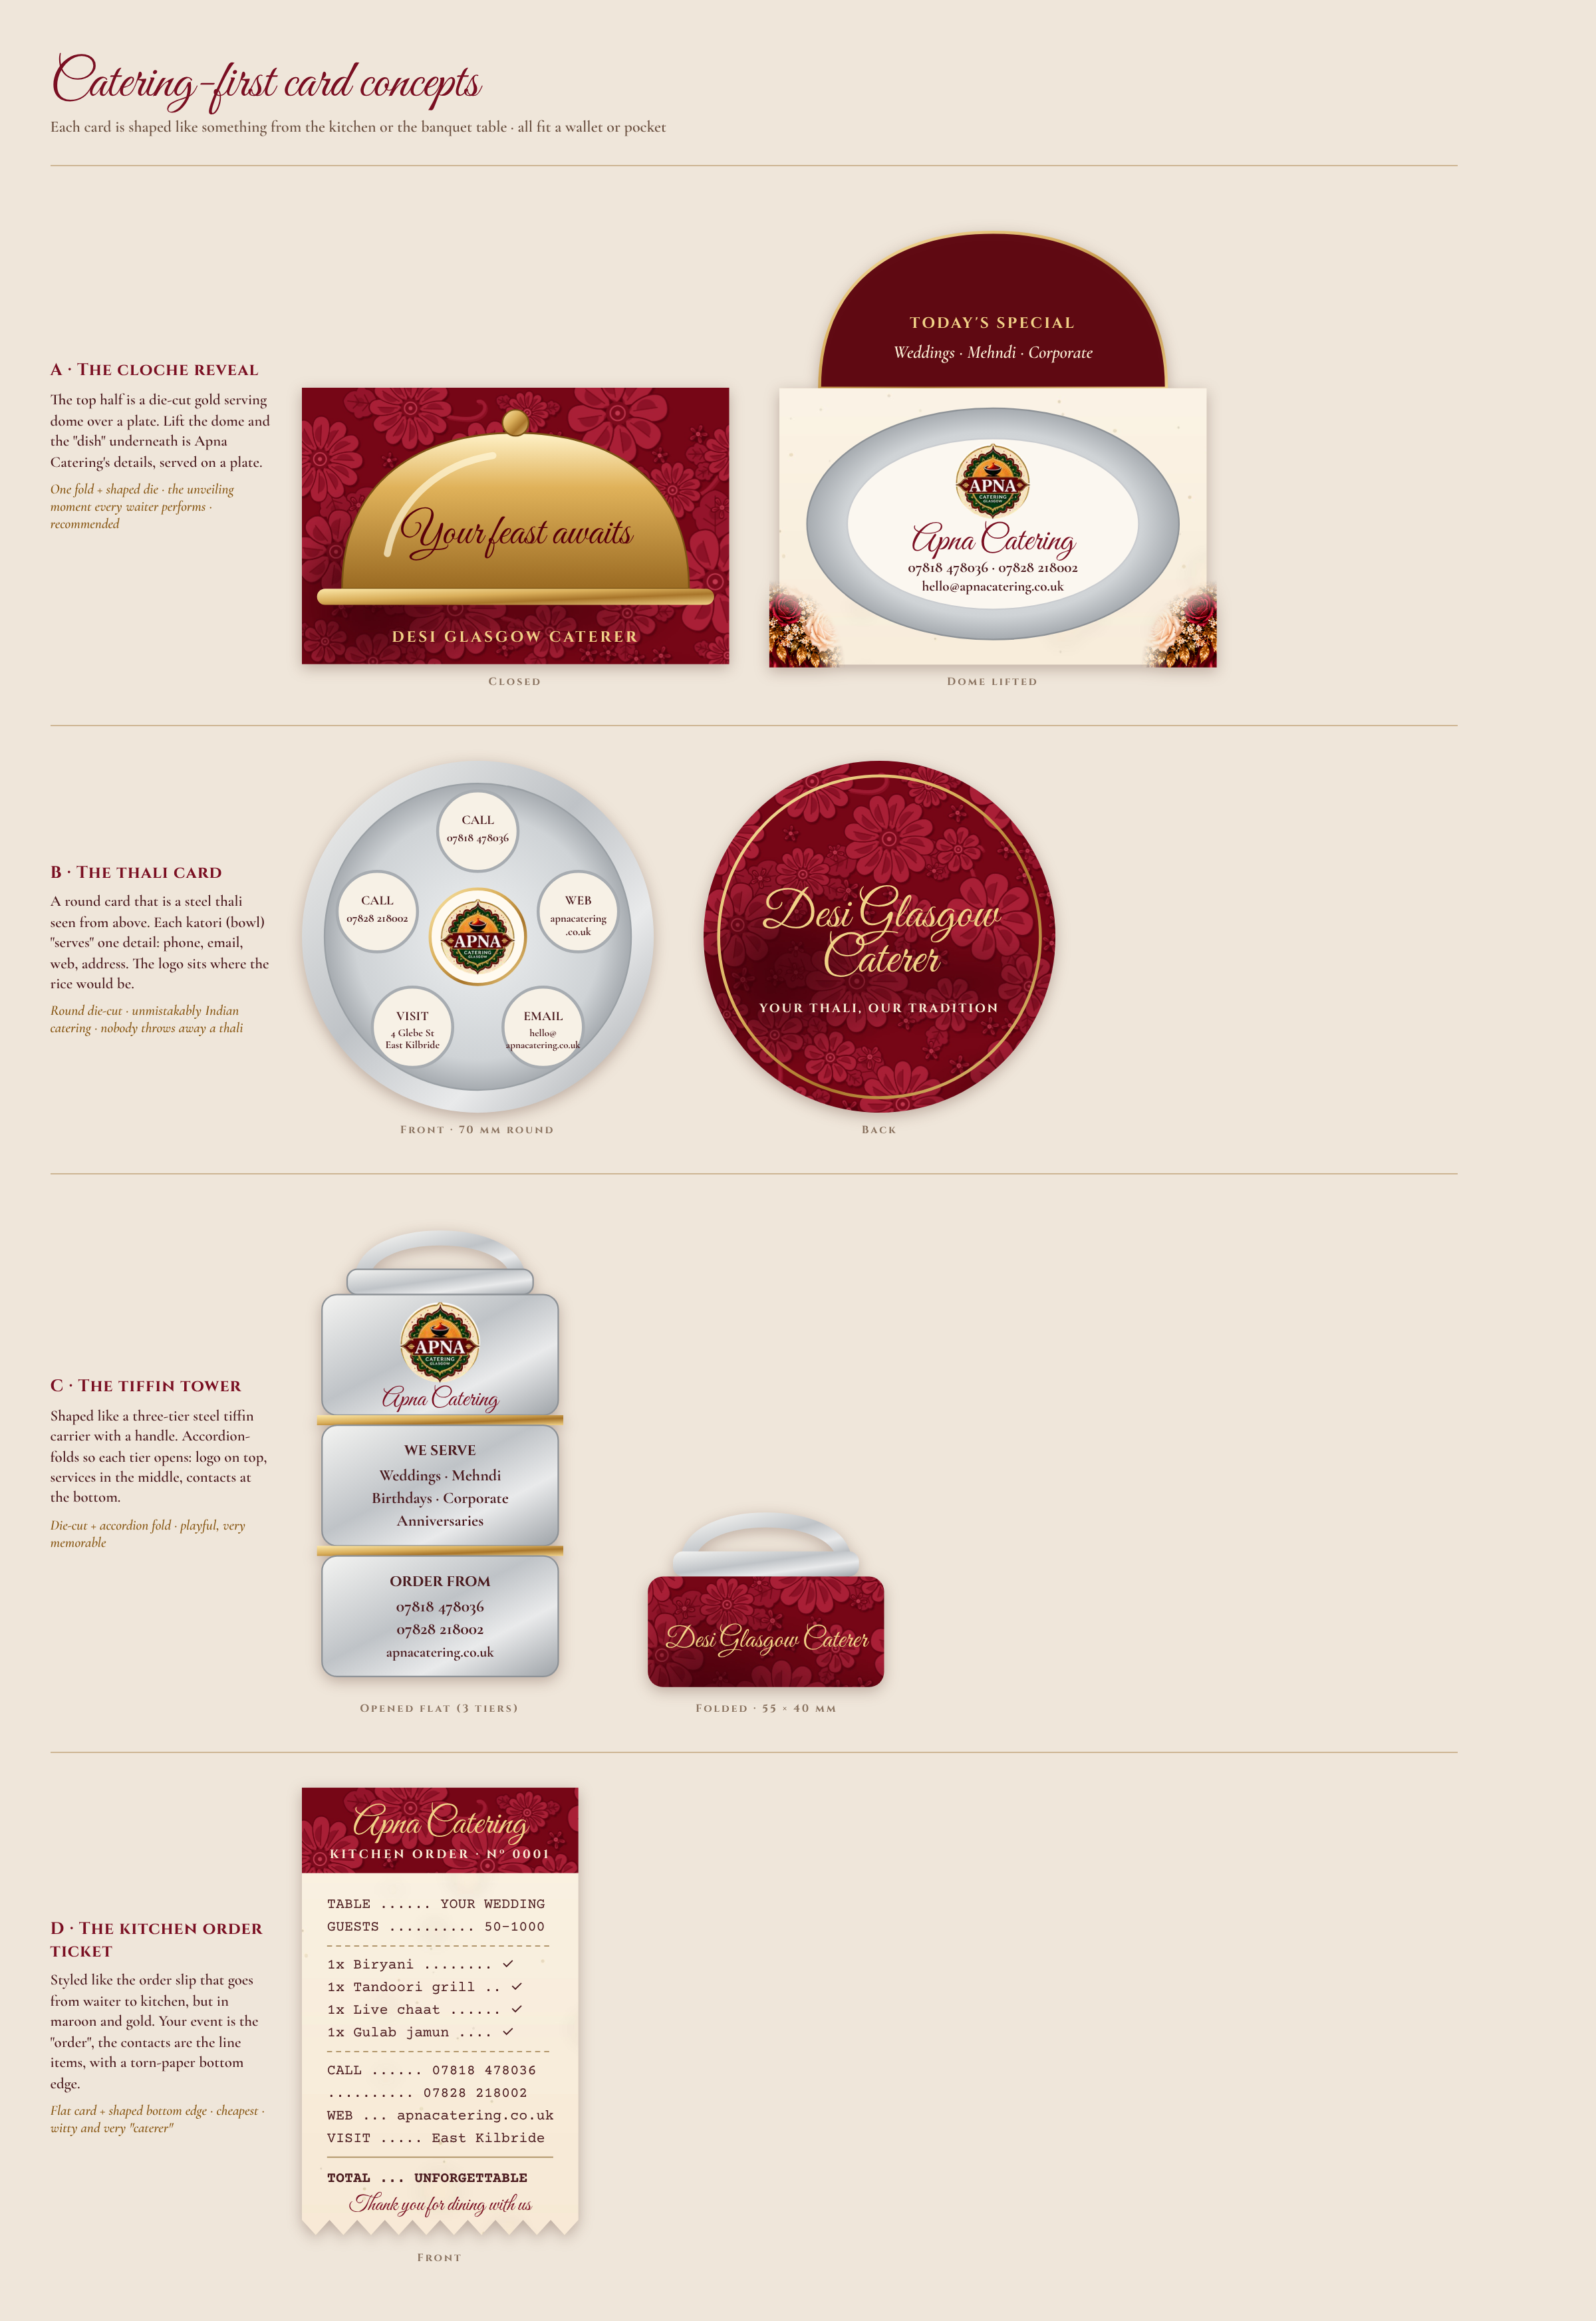 Catering-first card concepts
Each card is shaped like something from the kitchen or the banquet table · all fit a wallet or pocket
A · The cloche reveal
The top half is a die-cut gold serving
dome over a plate. Lift the dome and
the "dish" underneath is Apna
Catering's details, served on a plate.
One fold + shaped die · the unveiling
moment every waiter performs ·
recommended
Your feast awaits
DESI GLASGOW CATERER
Closed
TODAY'S SPECIAL
Weddings · Mehndi · Corporate
APNA
CATERING
GLASGOW
Apna Catering
07818 478036 · 07828 218002
hello@apnacatering.co.uk
Dome lifted
B · The thali card
A round card that is a steel thali
seen from above. Each katori (bowl)
"serves" one detail: phone, email,
web, address. The logo sits where the
rice would be.
Round die-cut · unmistakably Indian
catering · nobody throws away a thali
CALL
07818 478036
CALL
07828 218002
WEB
apnacatering
.co.uk
APNA
CATERING
GLASGOW
VISIT
4 Glebe St
East Kilbride
EMAIL
hello@
apnacatering.co.uk
Front · 70 mm round
Desi Glasgow
Caterer
YOUR THALI, OUR TRADITION
Back
C · The tiffin tower
Shaped like a three-tier steel tiffin
carrier with a handle. Accordion-
folds so each tier opens: logo on top,
services in the middle, contacts at
the bottom.
Die-cut + accordion fold · playful, very
memorable
APNA
CATERING
GLASGOW
Apna Catering
WE SERVE
Weddings · Mehndi
Birthdays · Corporate
Anniversaries
ORDER FROM
07818 478036
07828 218002
apnacatering.co.uk
Opened flat (3 tiers)
Desi Glasgow Caterer
Folded · 55 × 40 mm
D · The kitchen order
ticket
Styled like the order slip that goes
from waiter to kitchen, but in
maroon and gold. Your event is the
"order", the contacts are the line
items, with a torn-paper bottom
edge.
Flat card + shaped bottom edge · cheapest ·
witty and very "caterer"
Apna Catering
KITCHEN ORDER · Nº 0001
TABLE ...... YOUR WEDDING
GUESTS .......... 50-1000
1x Biryani ........ ✓
1x Tandoori grill .. ✓
1x Live chaat ...... ✓
1x Gulab jamun .... ✓
CALL ...... 07818 478036
.......... 07828 218002
WEB ... apnacatering.co.uk
VISIT ..... East Kilbride
TOTAL ... UNFORGETTABLE
Thank you for dining with us
Front